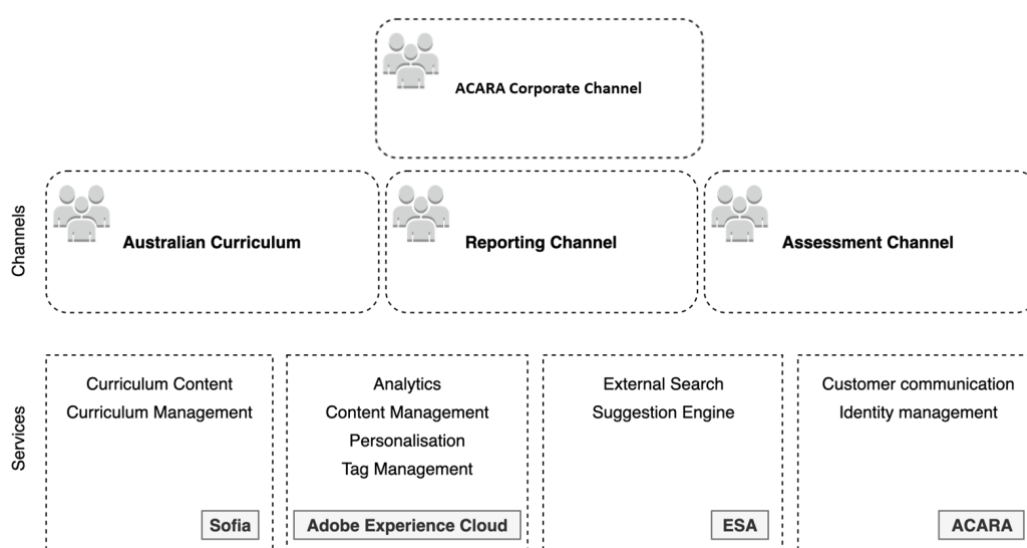 ACARA Corporate Channel
Channels
Australian Curriculum
Reporting Channel
Assessment Channel
Services
Curriculum Content
Curriculum Management
Sofia
Analytics
Content Management
Personalisation
Tag Management
Adobe Experience Cloud
External Search
Suggestion Engine
ESA
Customer communication
Identity management
ACARA